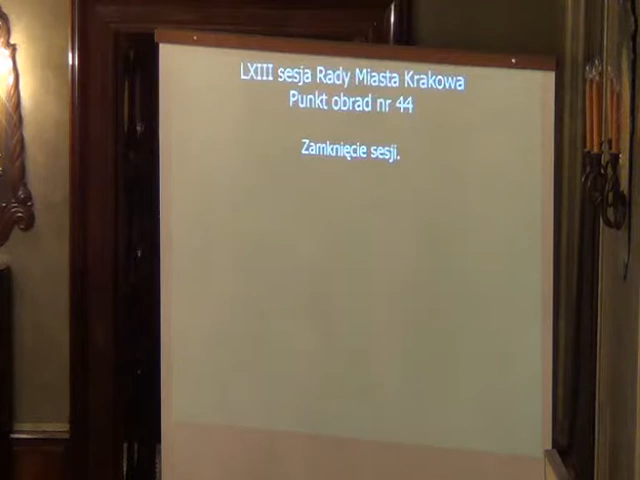 LXIII sesja Rady Miasta Krakowa
Punkt obrad nr 44
Zamknięcie sesji.